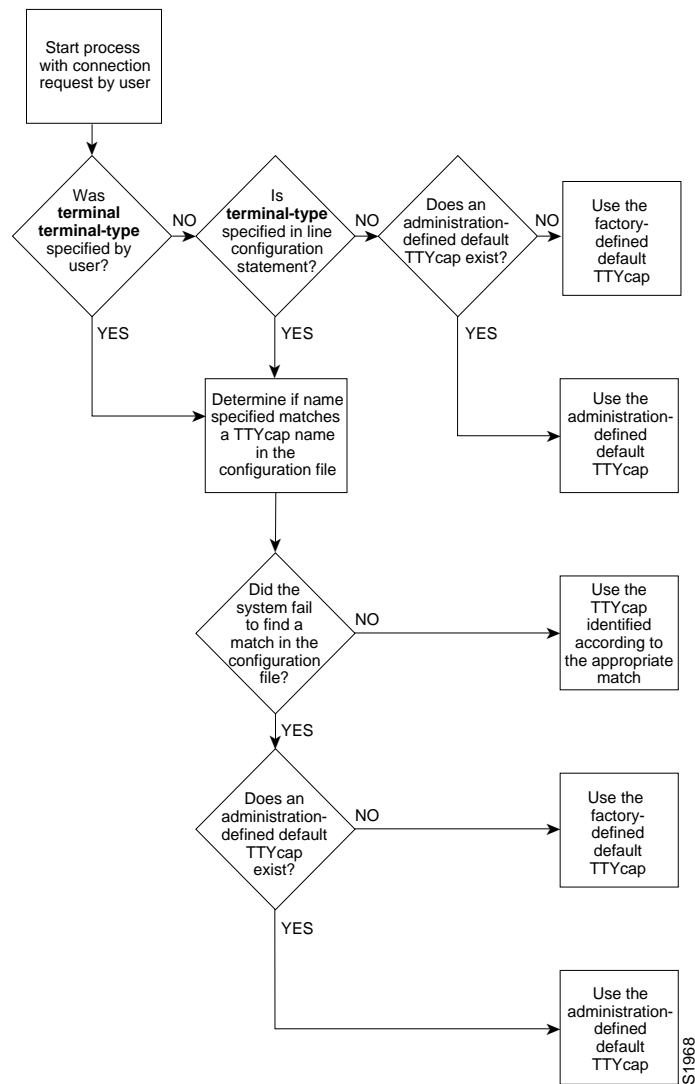 Start process
with connection
request by user
Was
terminal
terminal-type
specified by
user?
NO
YES
Is
terminal-type
specified in line
configuration
statement?
NO
YES
Does an
administration-
defined default
TTYcap exist?
NO
YES
Use the
factory-
defined
default
TTYcap
Determine if name
specified matches
a TTYcap name
in the
configuration file
Use the
administration-
defined
default
TTYcap
Did the
system fail
to find a
match in the
configuration
file?
NO
YES
Use the
TTYcap
identified
according to
the appropriate
match
Does an
administration-
defined default
TTYcap
exist?
NO
YES
Use the
factory-
defined
default
TTYcap
Use the
administration-
defined
default
TTYcap
S1968